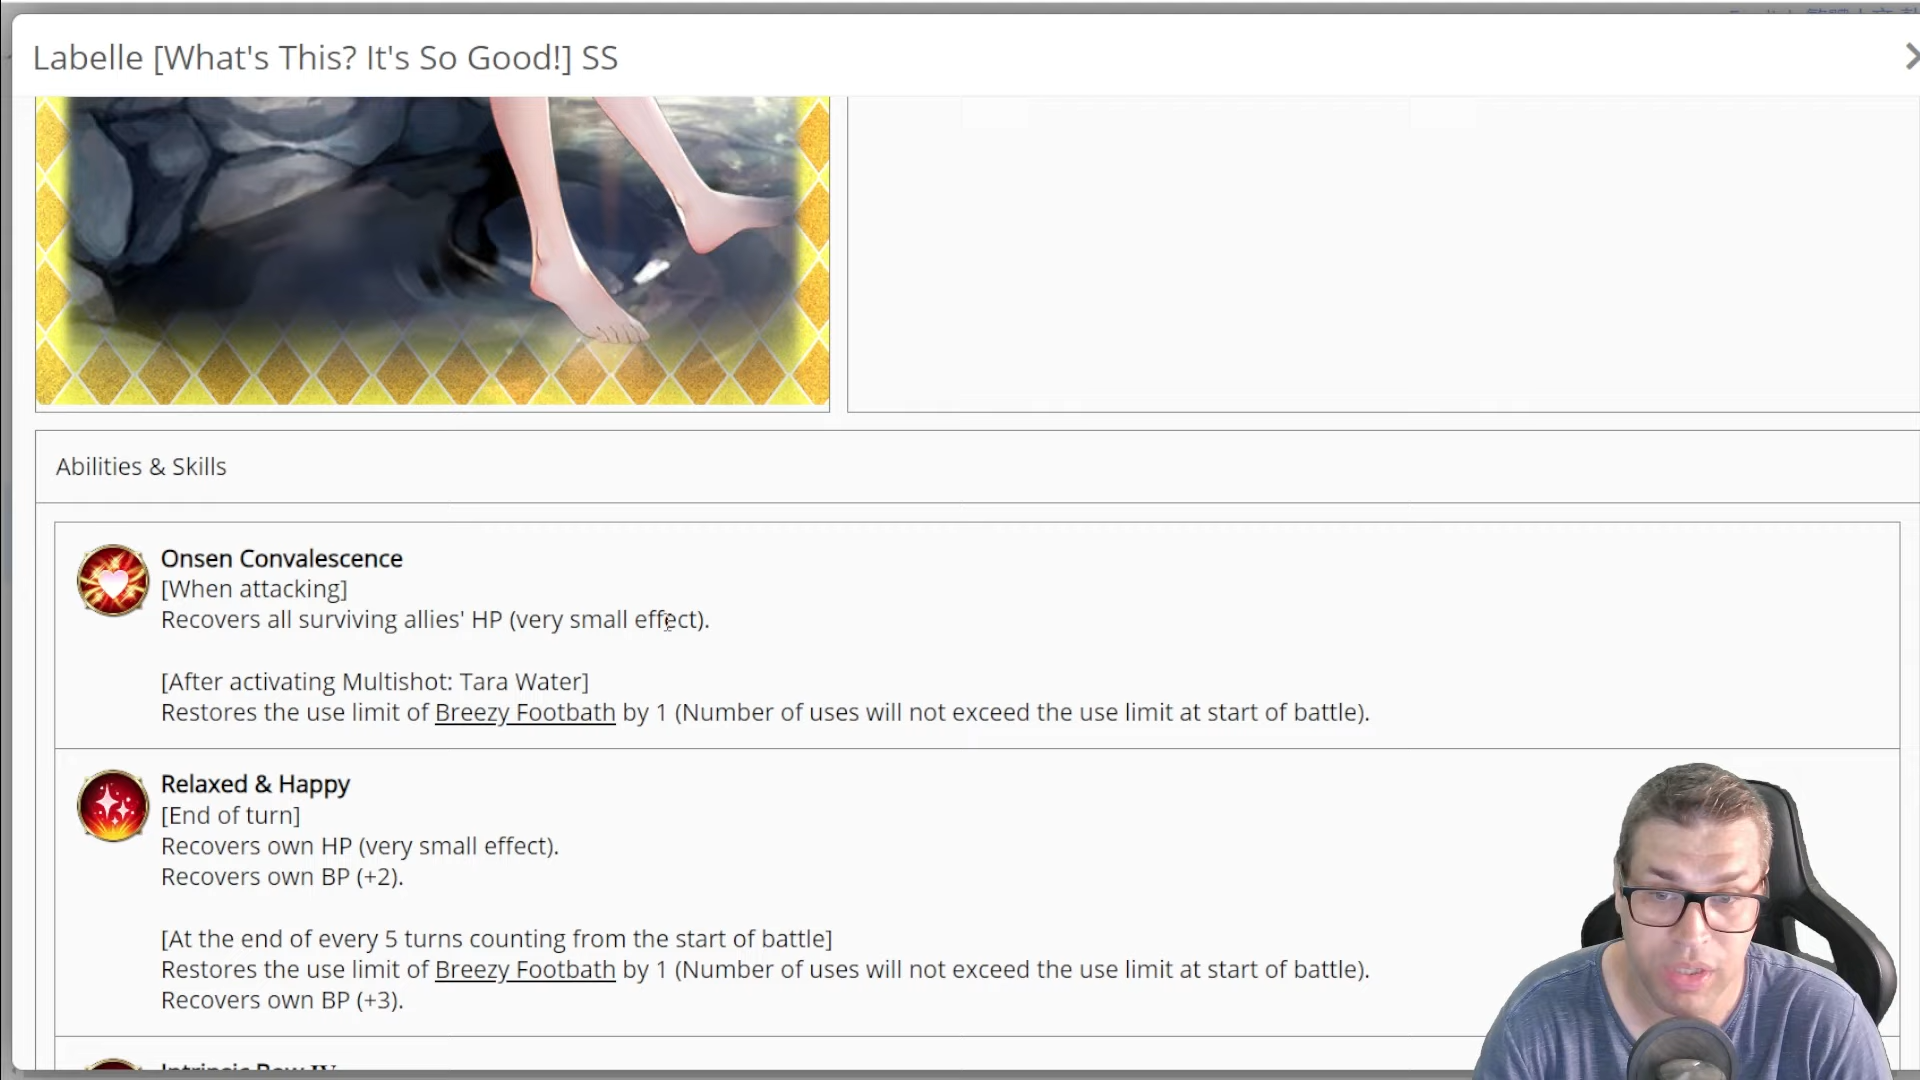 Labelle [What's This? It's So Good!] SS
Abilities & Skills
Onsen Convalescence
[When attacking]
Recovers all surviving allies' HP (very small effect).
[After activating Multishot: Tara Water]
Restores the use limit of Breezy Footbath by 1 (Number of uses will not exceed the use limit at start of battle).
Relaxed & Happy
[End of turn]
Recovers own HP (very small effect).
Recovers own BP (+2).
[At the end of every 5 turns counting from the start of battle]
Restores the use limit of Breezy Footbath by 1 (Number of uses will not exceed the use limit at start of battle).
Recovers own BP (+3).
Intrinsic Bow IV